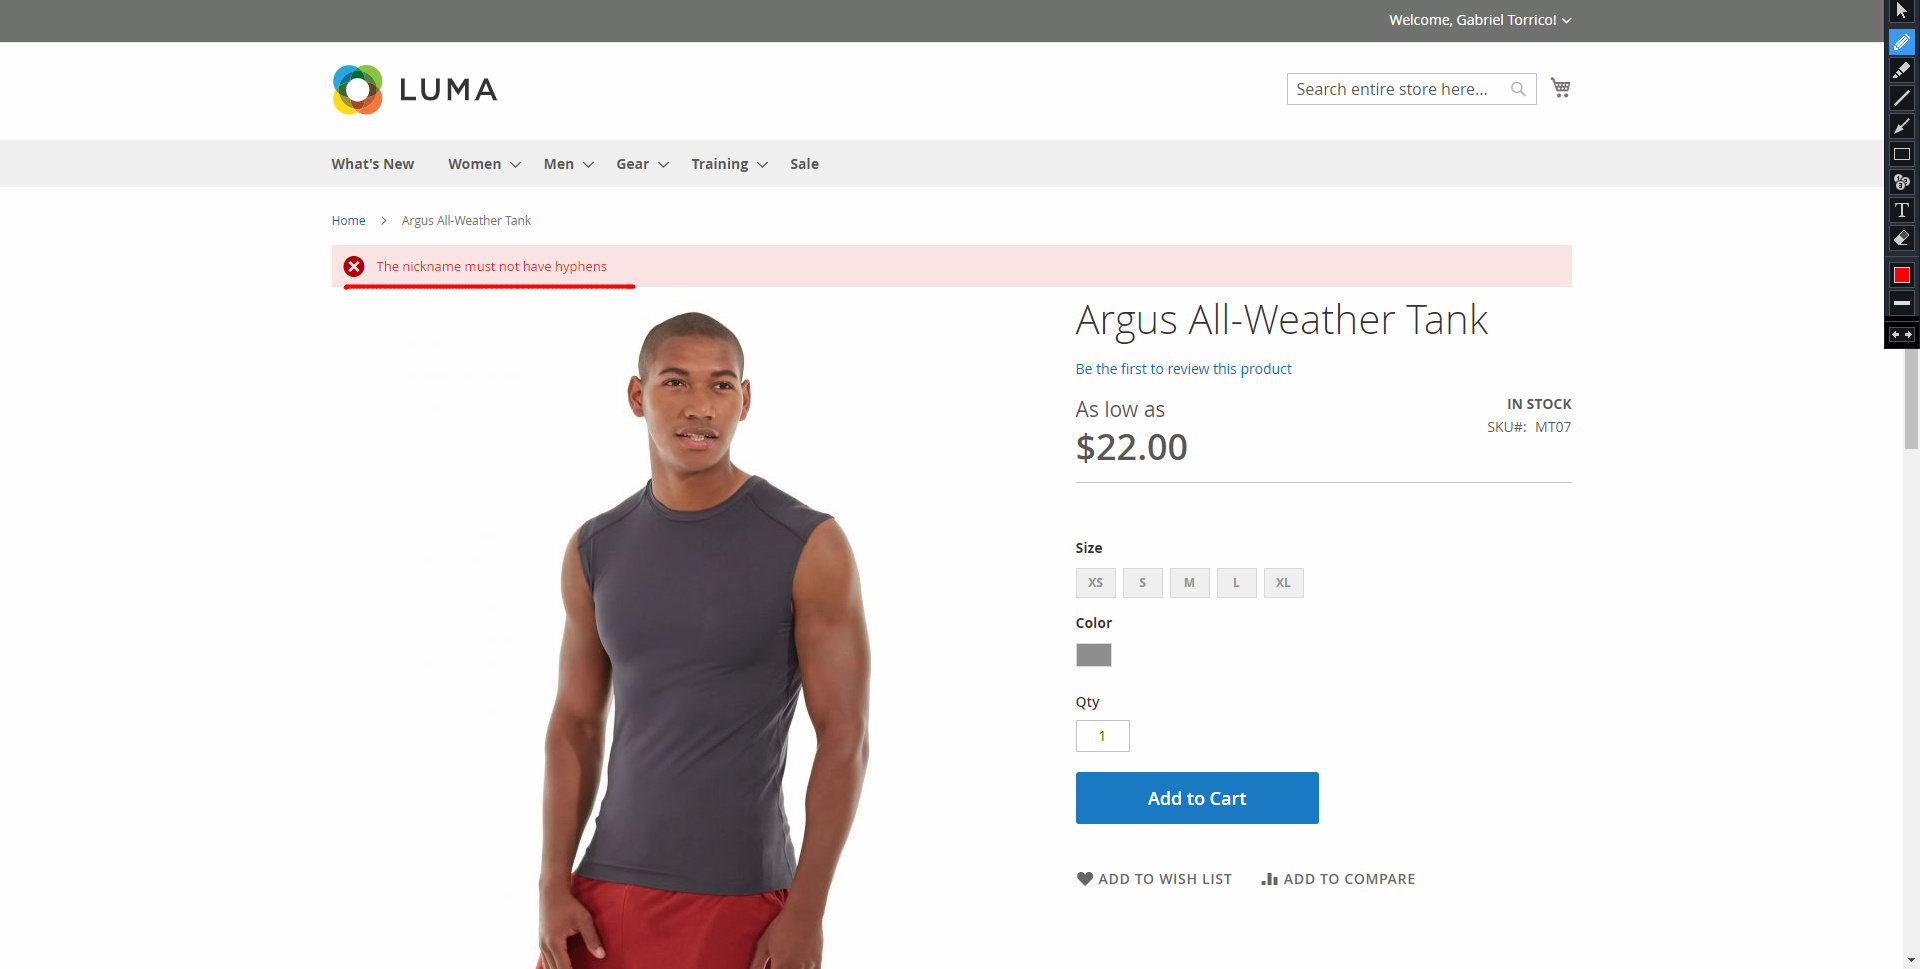 Welcome, Gabriel Torricol
LUMA
Search entire store here...
What's New Women Men Gear Training Sale
Home Argus All-Weather Tank
The nickname must not have hyphens
Argus All-Weather Tank
Be the first to review this product
As low as
$22.00
IN STOCK
SKU#: MT07
Size
XS S M L XL
Color
Qty
1
Add to Cart
ADD TO WISH LIST ADD TO COMPARE
T